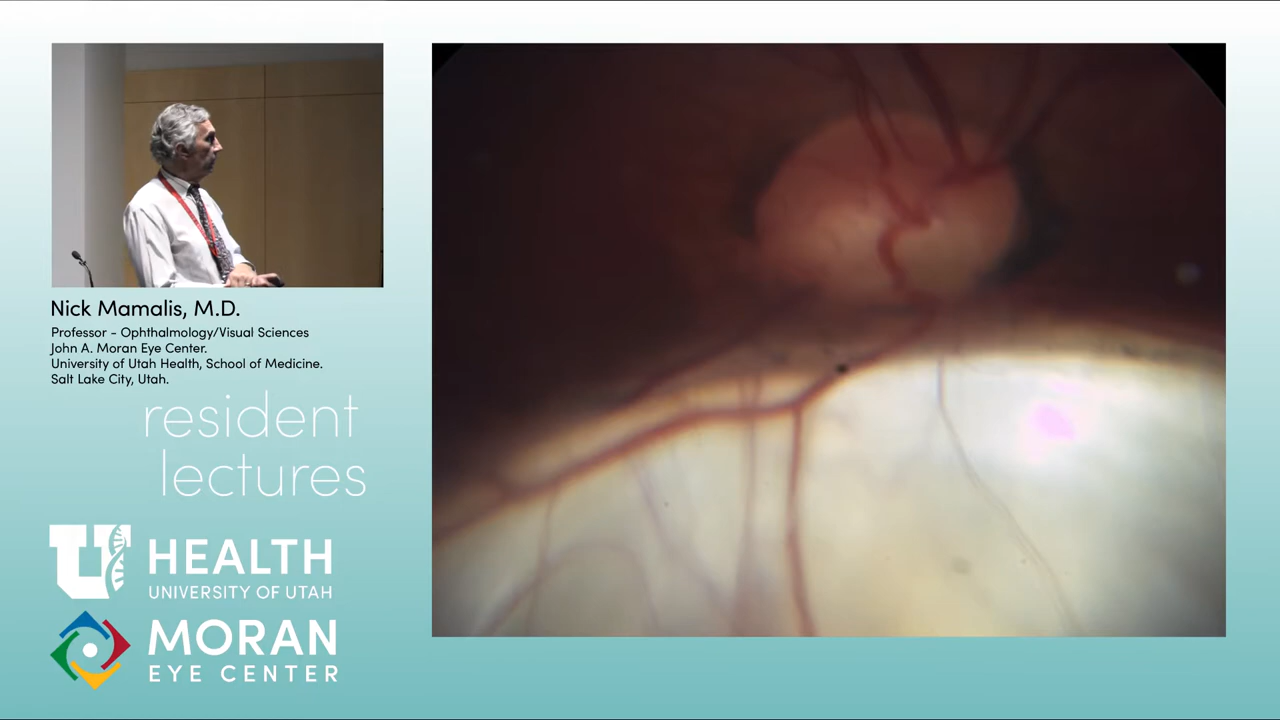 Nick Mamalis, M.D.
Professor - Ophthalmology/Visual Sciences
John A. Moran Eye Center.
University of Utah Health, School of Medicine.
Salt Lake City, Utah.
resident
lectures
U HEALTH
UNIVERSITY OF UTAH
MORAN
EYE CENTER